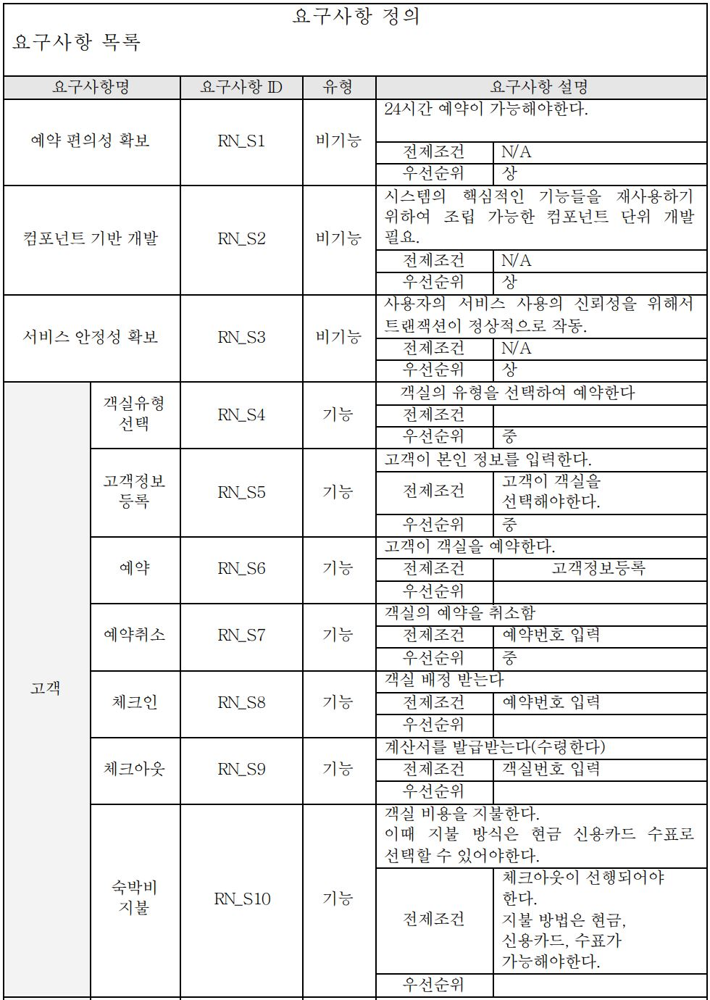 요구사항 정의
요구사항 목록
요구사항명 요구사항 ID 유형 요구사항 설명
예약 편의성 확보 RN_S1 비기능
24시간 예약이 가능해야한다.
전제조건 N/A
우선순위 상
컴포넌트 기반 개발 RN_S2 비기능
시스템의 핵심적인 기능들을 재사용하기
위하여 조립 가능한 컴포넌트 단위 개발
필요.
전제조건 N/A
우선순위 상
서비스 안정성 확보 RN_S3 비기능
사용자의 서비스 사용의 신뢰성을 위해서
트랜잭션이 정상적으로 작동.
전제조건 N/A
우선순위 상
고객
객실유형
선택
RN_S4 기능
객실의 유형을 선택하여 예약한다
전제조건
우선순위 중
고객정보
등록
RN_S5 기능
고객이 본인 정보를 입력한다.
전제조건
고객이 객실을
선택해야한다.
우선순위 중
예약 RN_S6 기능
고객이 객실을 예약한다.
전제조건 고객정보등록
우선순위
예약취소 RN_S7 기능
객실의 예약을 취소함
전제조건 예약번호 입력
우선순위 중
체크인 RN_S8 기능
객실 배정 받는다
전제조건 예약번호 입력
우선순위
체크아웃 RN_S9 기능
계산서를 발급받는다(수령한다)
전제조건 객실번호 입력
우선순위
숙박비
지불
RN_S10 기능
객실 비용을 지불한다.
이때 지불 방식은 현금 신용카드 수표로
선택할 수 있어야한다.
전제조건
체크아웃이 선행되어야
한다.
지불 방법은 현금,
신용카드, 수표가
가능해야한다.
우선순위